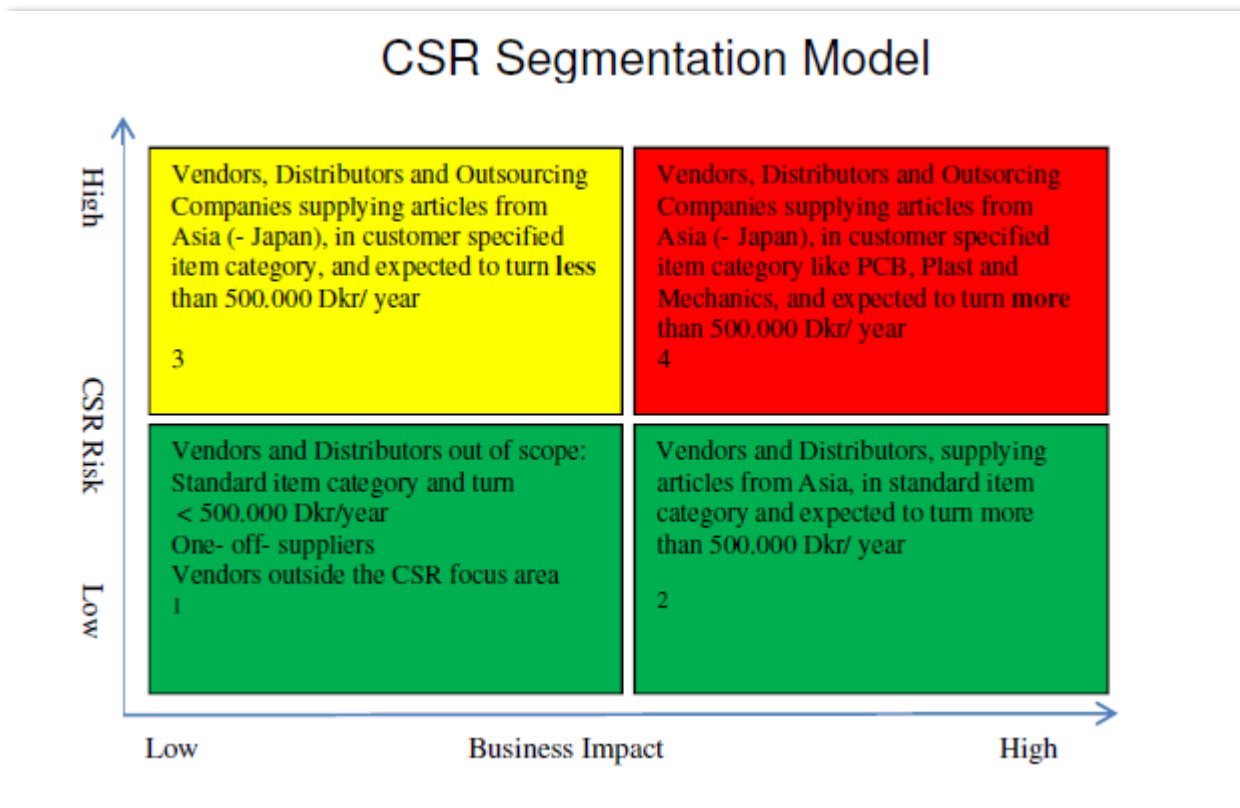 CSR Segmentation Model
High
CSR Risk
Low
Vendors, Distributors and Outsourcing
Companies supplying articles from
Asia (- Japan), in customer specified
item category, and expected to turn less
than 500.000 Dkr/ year
3
Vendors, Distributors and Outsorcing
Companies supplying articles from
Asia (- Japan), in customer specified
item category like PCB, Plast and
Mechanics, and expected to turn more
than 500.000 Dkr/ year
4
Vendors and Distributors out of scope:
Standard item category and turn
< 500.000 Dkr/year
One- off- suppliers
Vendors outside the CSR focus area
1
Vendors and Distributors, supplying
articles from Asia, in standard item
category and expected to turn more
than 500.000 Dkr/ year
2
Low
Business Impact
High